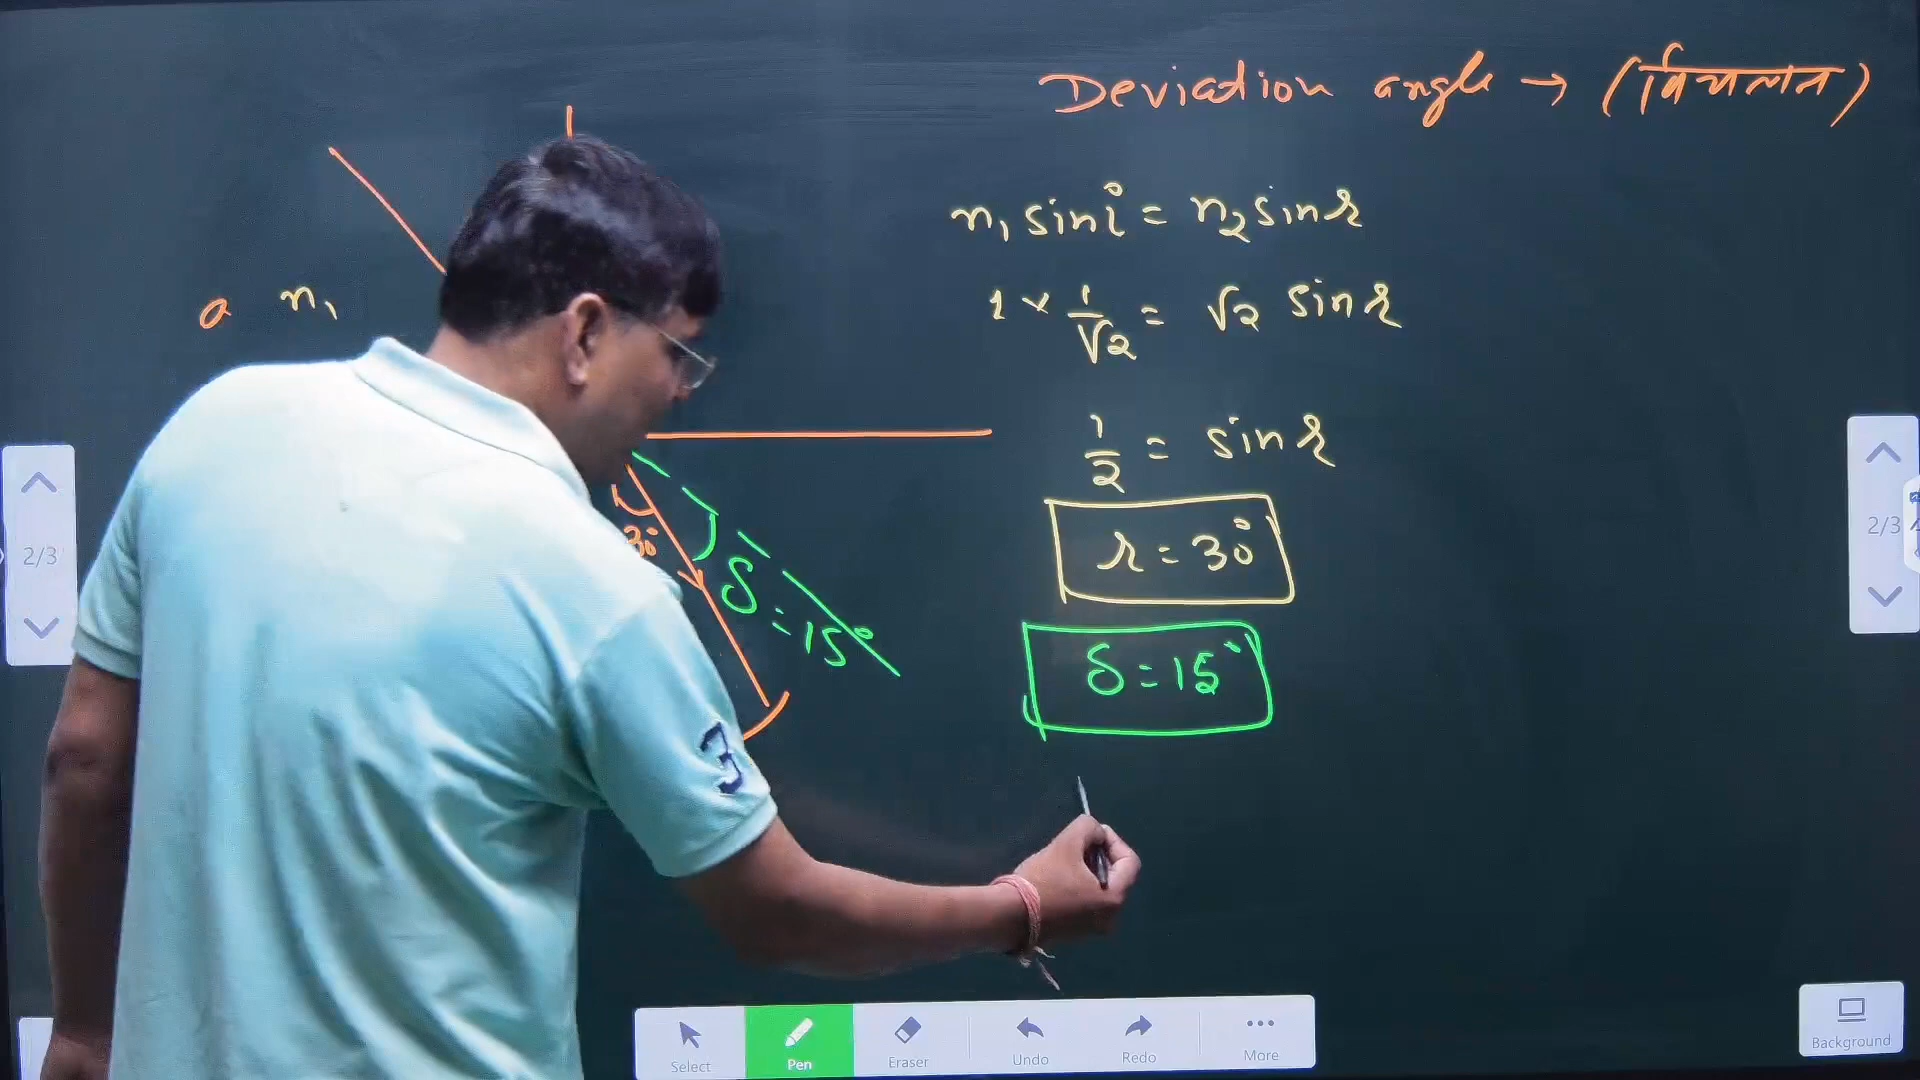 Deviation angle → (विचलन)
n₁ sin i = n₂ sin r
1 × 1/√2 = √2 sin r
a n₁
1/2 = sin r
30°
r = 30°
δ = 15°
δ = 15°
3
2/3
2/3
Select
Pen
Eraser
Undo
Redo
More
Background